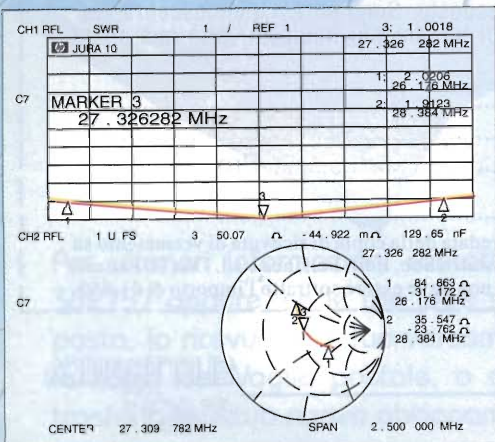 CH1 RFL SWR 1 / REF 1 3; 1.0018
hp JURA 10 27.326 282 MHz
1; 2.0206
26.176 MHz
C7 MARKER 3 2; 1.9123
27.326282 MHz 28.384 MHz
3
1 2
CH2 RFL 1 U FS 3 50.07 Ω -44.922 mΩ 129.65 nF
27.326 282 MHz
84.663 Ω
-31.172 Ω
C7 26.176 MHz
35.547 Ω
-23.762 Ω
2 28.384 MHz
CENTER 27.309 782 MHz SPAN 2.500 000 MHz